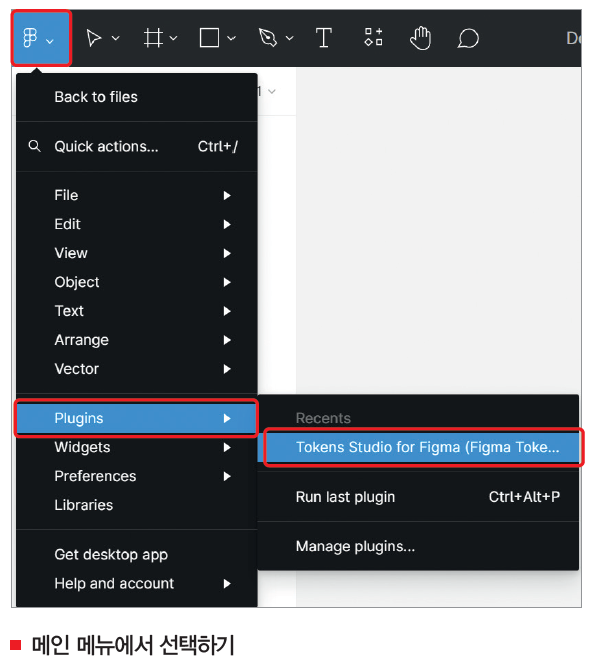 De
Back to files
1
Quick actions... Ctrl+/
File
Edit
View
Object
Text
Arrange
Vector
Plugins
Recents
Widgets
Tokens Studio for Figma (Figma Toke...
Preferences
Run last plugin Ctrl+Alt+P
Libraries
Manage plugins...
Get desktop app
Help and account
메인 메뉴에서 선택하기